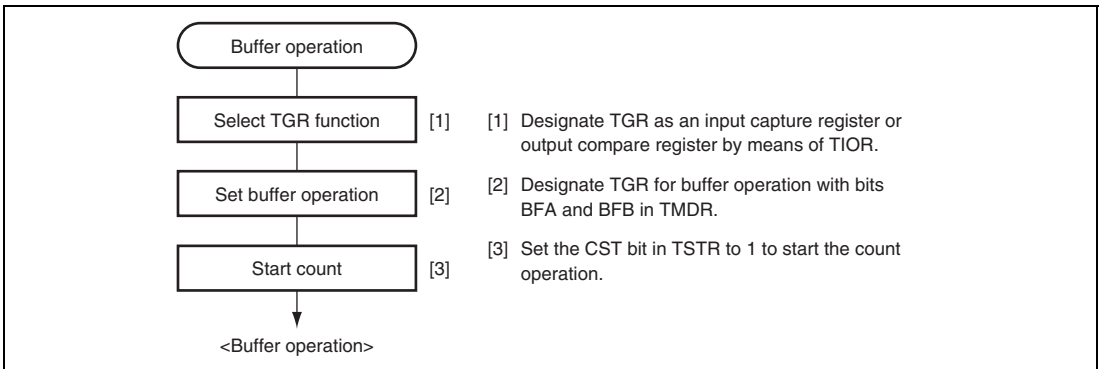 Buffer operation
Select TGR function [1]
[1] Designate TGR as an input capture register or
output compare register by means of TIOR.
Set buffer operation [2]
[2] Designate TGR for buffer operation with bits
BFA and BFB in TMDR.
Start count [3]
[3] Set the CST bit in TSTR to 1 to start the count
operation.
<Buffer operation>